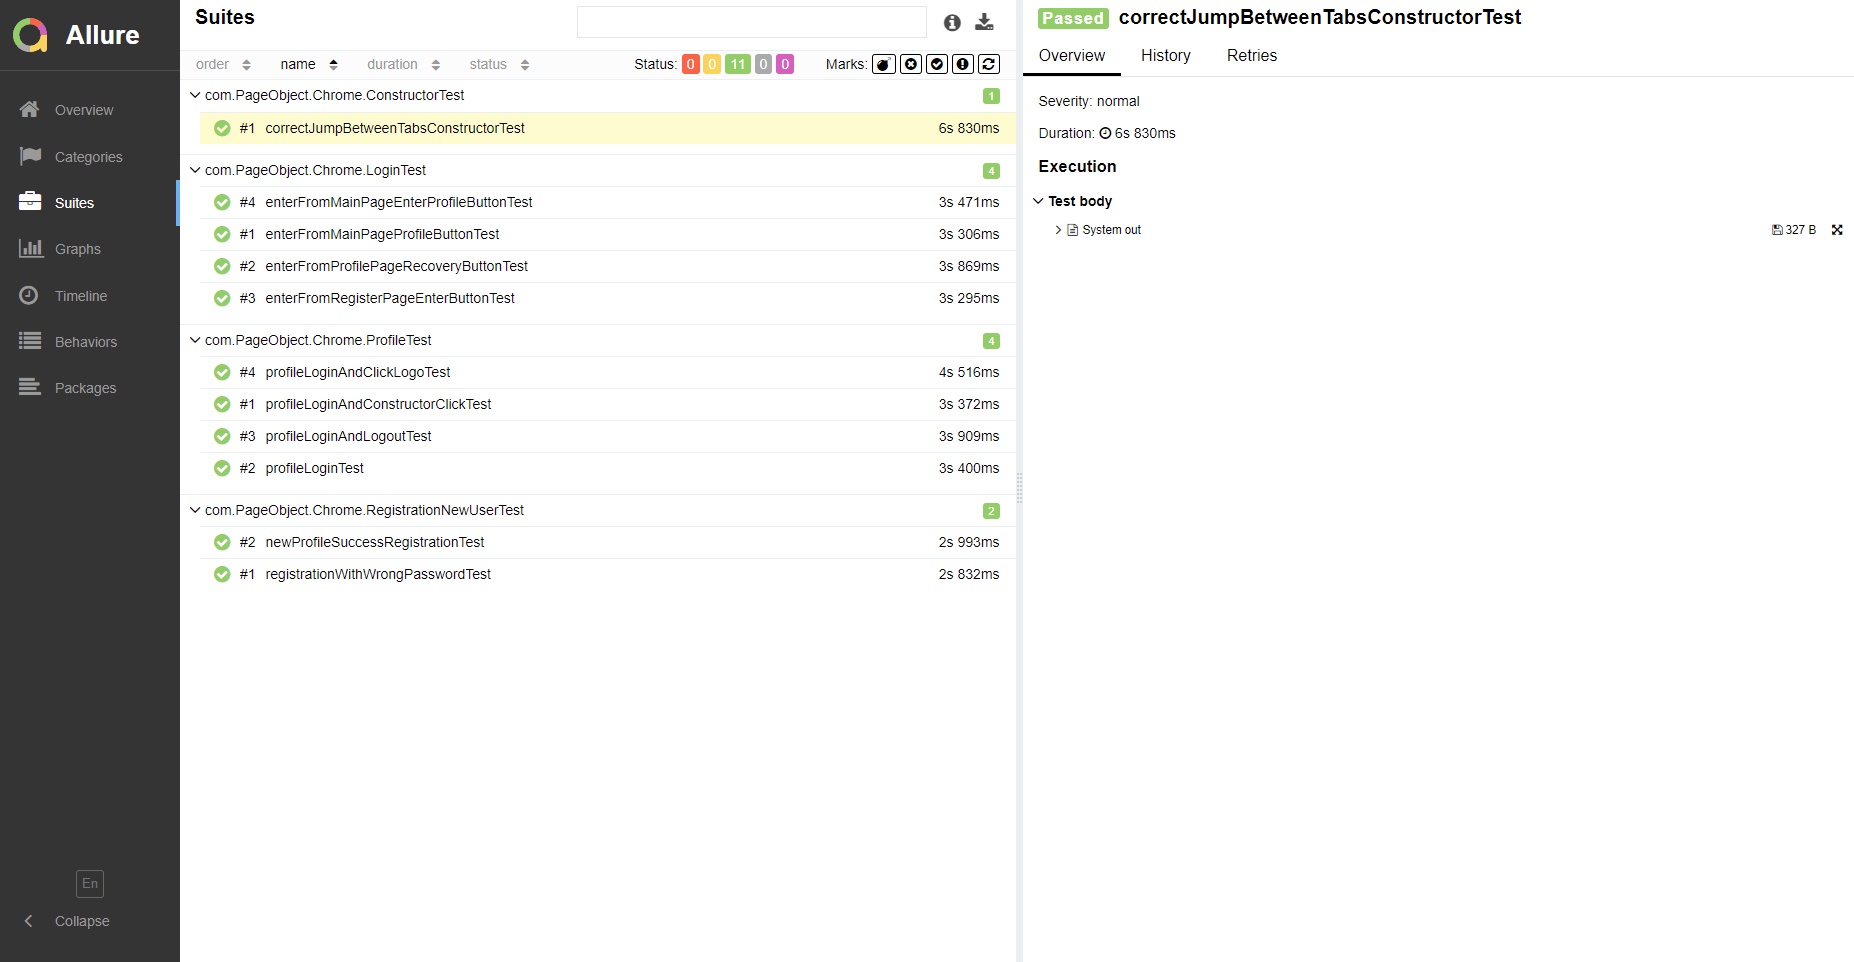 Allure
Overview
Categories
Suites
Graphs
Timeline
Behaviors
Packages
En
Collapse
Suites
order name duration status Status: 0 0 11 0 0 Marks:
com.PageObject.Chrome.ConstructorTest 1
#1 correctJumpBetweenTabsConstructorTest 6s 830ms
com.PageObject.Chrome.LoginTest 4
#4 enterFromMainPageEnterProfileButtonTest 3s 471ms
#1 enterFromMainPageProfileButtonTest 3s 306ms
#2 enterFromProfilePageRecoveryButtonTest 3s 869ms
#3 enterFromRegisterPageEnterButtonTest 3s 295ms
com.PageObject.Chrome.ProfileTest 4
#4 profileLoginAndClickLogoTest 4s 516ms
#1 profileLoginAndConstructorClickTest 3s 372ms
#3 profileLoginAndLogoutTest 3s 909ms
#2 profileLoginTest 3s 400ms
com.PageObject.Chrome.RegistrationNewUserTest 2
#2 newProfileSuccessRegistrationTest 2s 993ms
#1 registrationWithWrongPasswordTest 2s 832ms
Passed correctJumpBetweenTabsConstructorTest
Overview History Retries
Severity: normal
Duration: 6s 830ms
Execution
Test body
System out 327 B